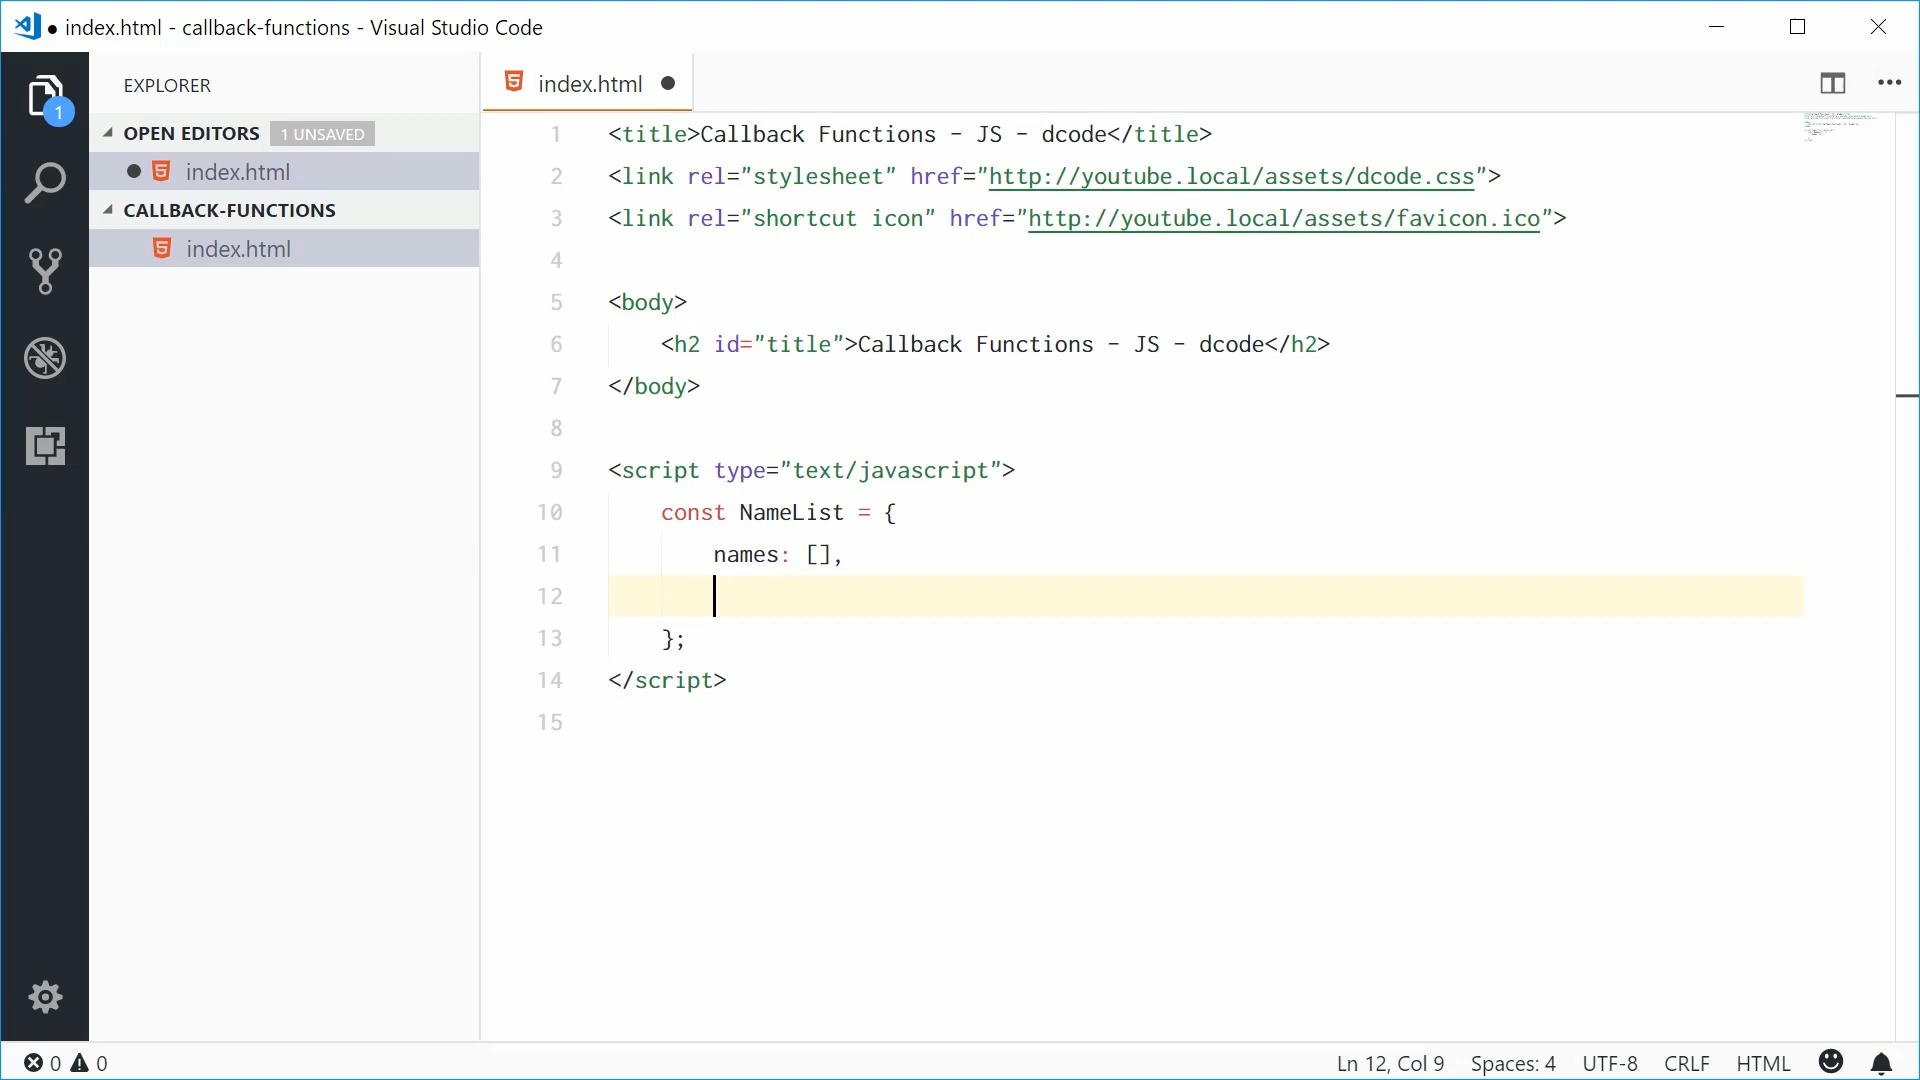 ● index.html - callback-functions - Visual Studio Code
EXPLORER
1
OPEN EDITORS 1 UNSAVED
● index.html
CALLBACK-FUNCTIONS
index.html
index.html ●
1 <title>Callback Functions - JS - dcode</title>
2 <link rel="stylesheet" href="http://youtube.local/assets/dcode.css">
3 <link rel="shortcut icon" href="http://youtube.local/assets/favicon.ico">
4
5 <body>
6     <h2 id="title">Callback Functions - JS - dcode</h2>
7 </body>
8
9 <script type="text/javascript">
10     const NameList = {
11         names: [],
12
13     };
14 </script>
15
0 0 Ln 12, Col 9 Spaces: 4 UTF-8 CRLF HTML